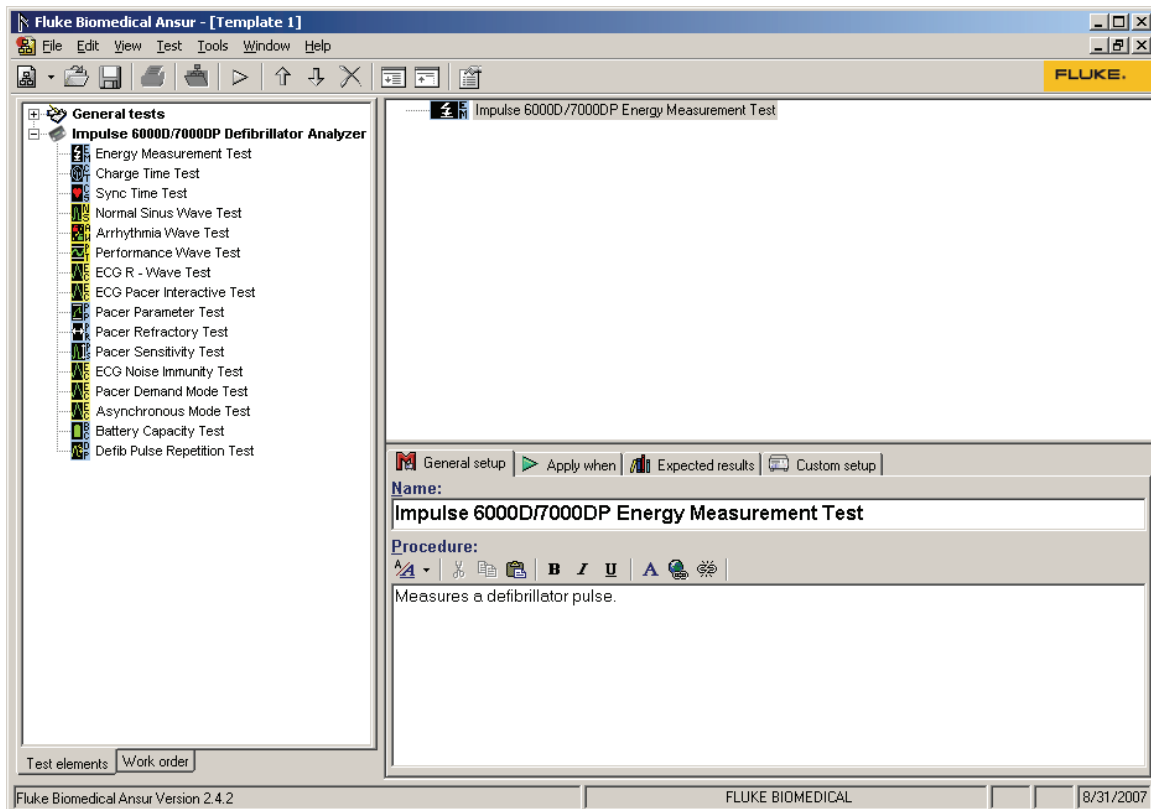 Fluke Biomedical Ansur - [Template 1]
File Edit View Test Tools Window Help
FLUKE.
General tests
Impulse 6000D/7000DP Defibrillator Analyzer
Energy Measurement Test
Charge Time Test
Sync Time Test
Normal Sinus Wave Test
Arrhythmia Wave Test
Performance Wave Test
ECG R - Wave Test
ECG Pacer Interactive Test
Pacer Parameter Test
Pacer Refractory Test
Pacer Sensitivity Test
ECG Noise Immunity Test
Pacer Demand Mode Test
Asynchronous Mode Test
Battery Capacity Test
Defib Pulse Repetition Test
Test elements Work order
Impulse 6000D/7000DP Energy Measurement Test
General setup Apply when Expected results Custom setup
Name:
Impulse 6000D/7000DP Energy Measurement Test
Procedure:
B I U A
Measures a defibrillator pulse.
Fluke Biomedical Ansur Version 2.4.2 FLUKE BIOMEDICAL 8/31/2007